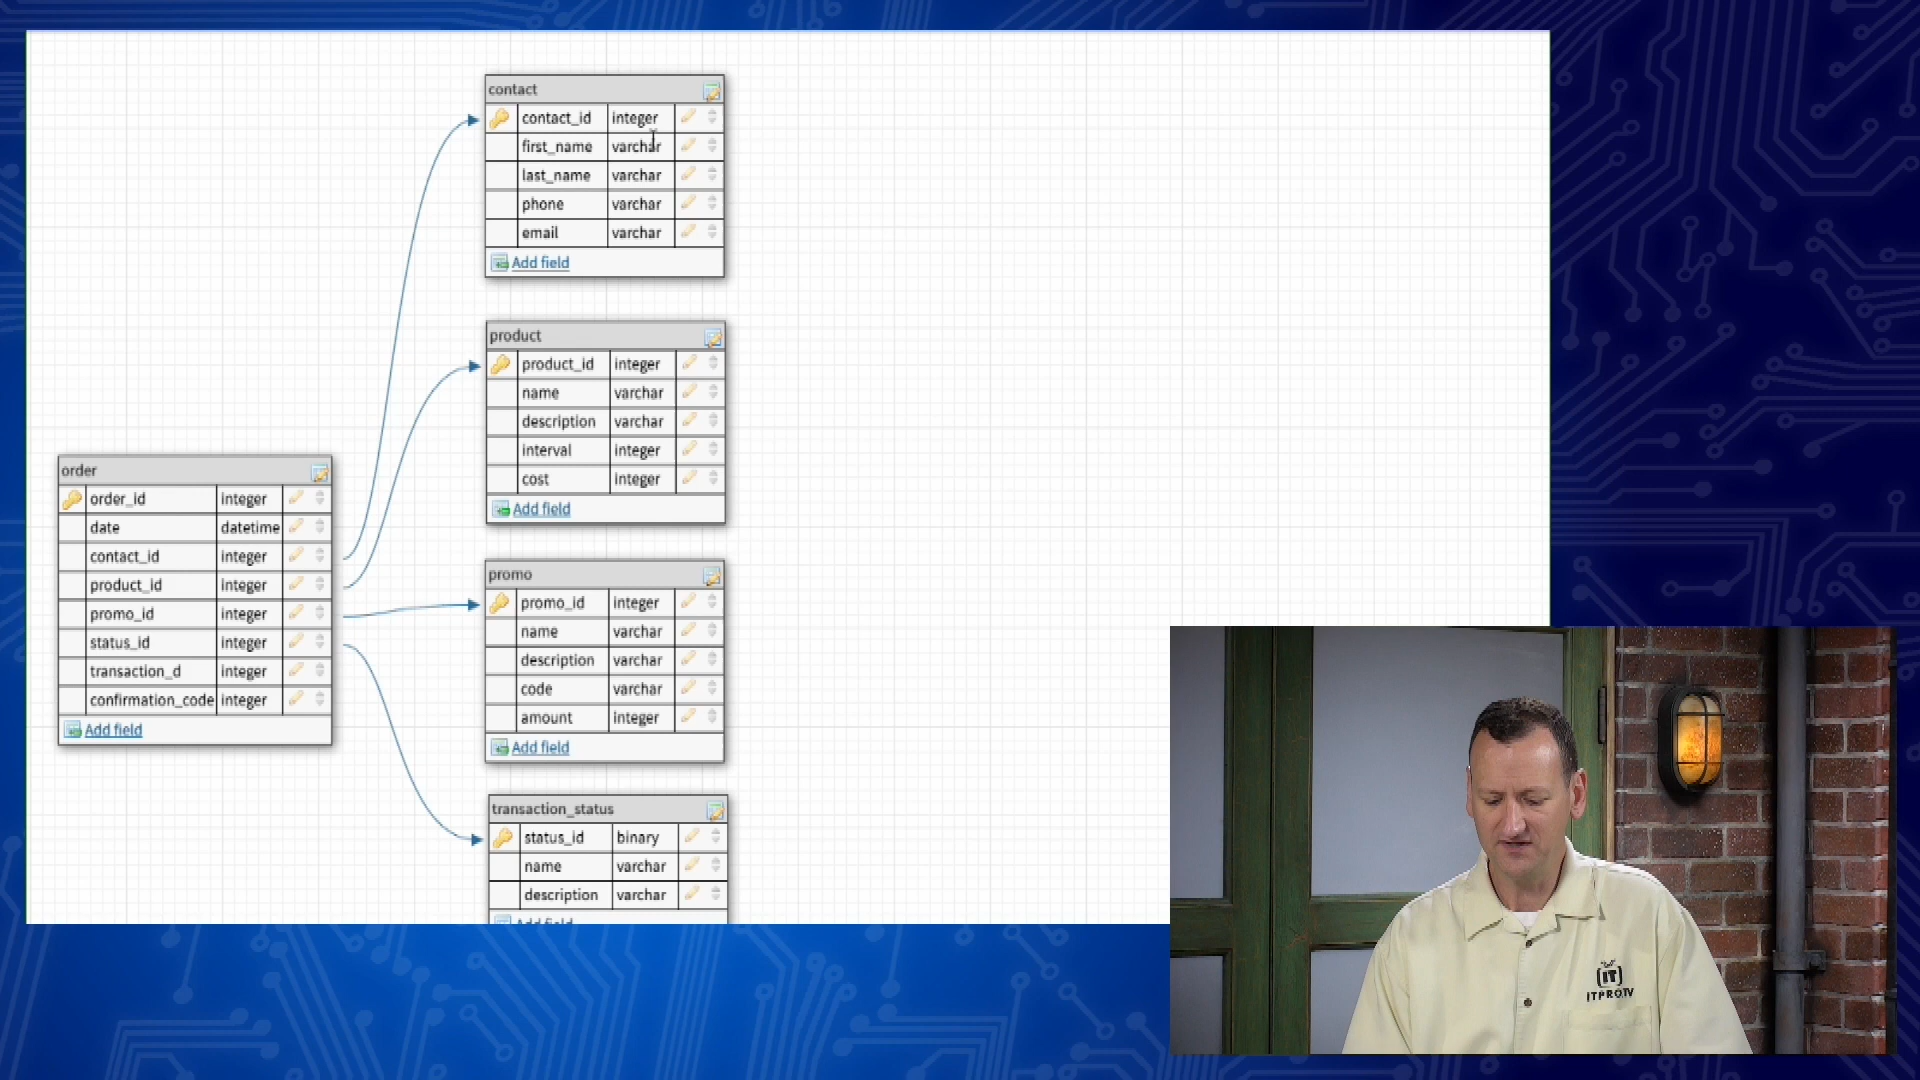 contact
contact_id integer
first_name varchar
last_name varchar
phone varchar
email varchar
Add field
product
product_id integer
name varchar
description varchar
interval integer
cost integer
Add field
order
order_id integer
date datetime
contact_id integer
product_id integer
promo_id integer
status_id integer
transaction_d integer
confirmation_code integer
Add field
promo
promo_id integer
name varchar
description varchar
code varchar
amount integer
Add field
transaction_status
status_id binary
name varchar
description varchar
Add field
(IT)
ITPROTV